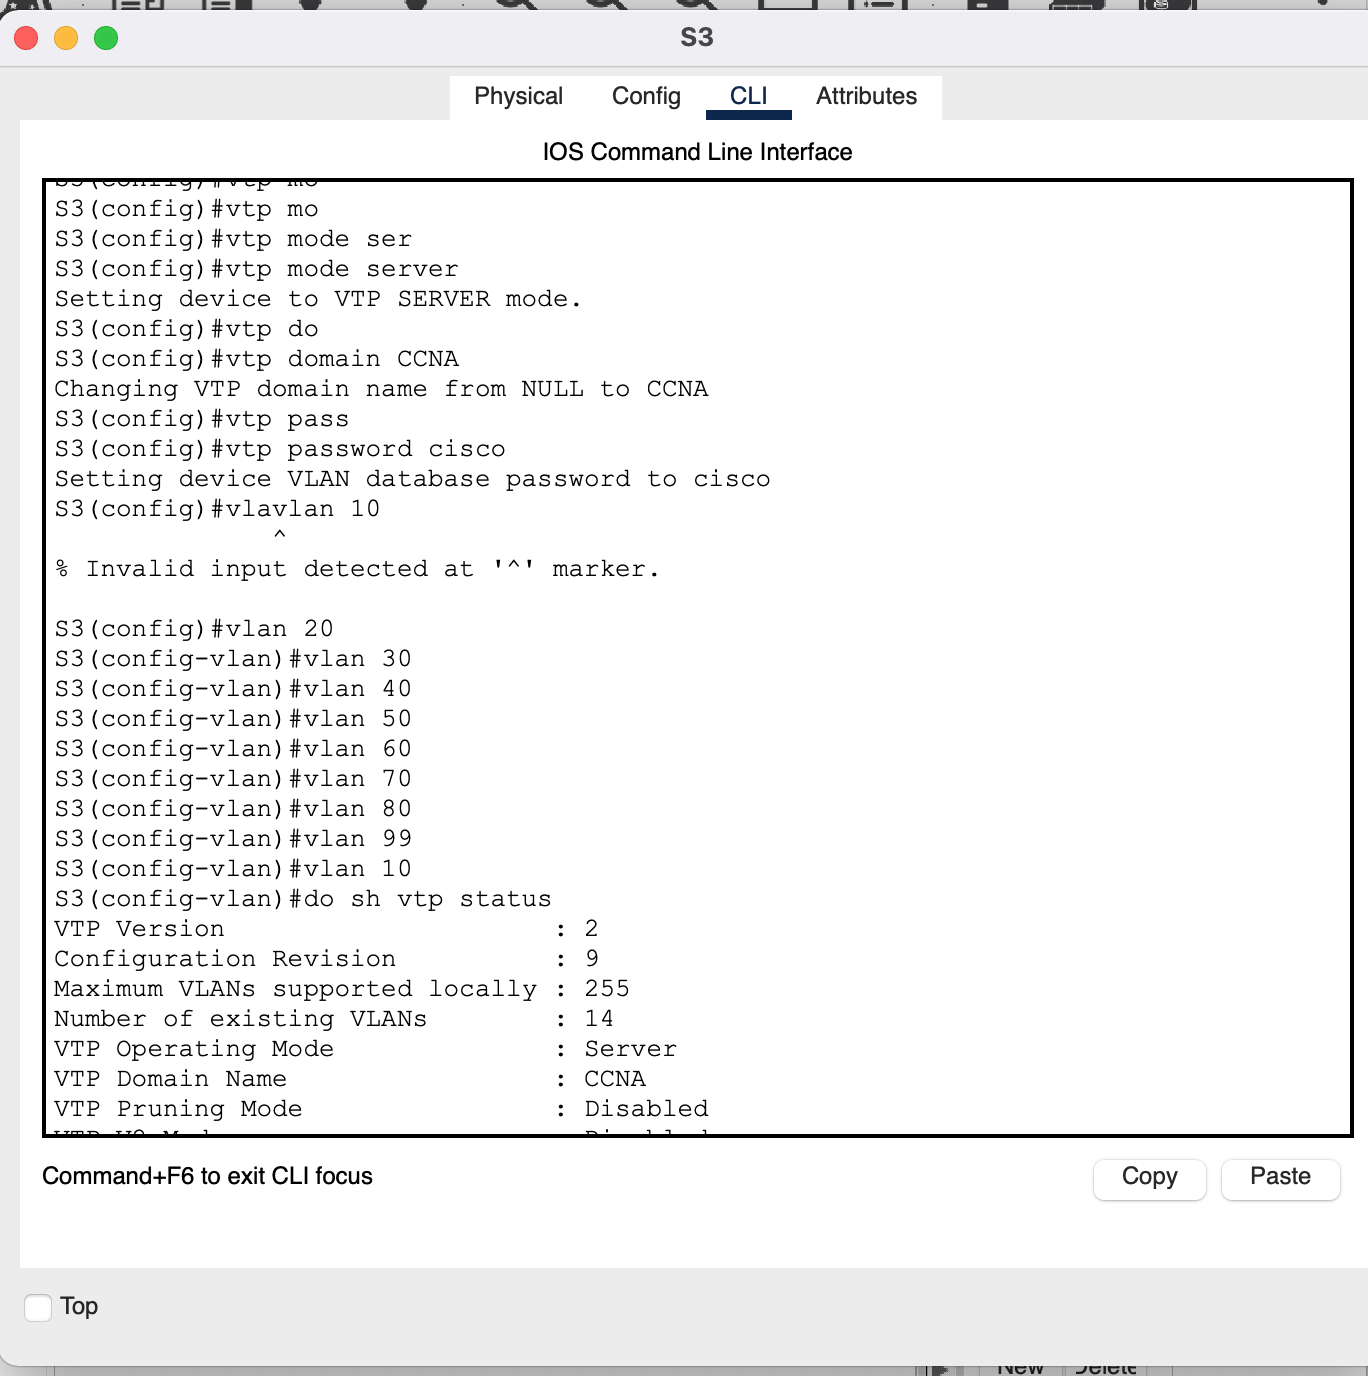 S3
Physical Config CLI Attributes
IOS Command Line Interface
S3(config)#vtp mo
S3(config)#vtp mo
S3(config)#vtp mode ser
S3(config)#vtp mode server
Setting device to VTP SERVER mode.
S3(config)#vtp do
S3(config)#vtp domain CCNA
Changing VTP domain name from NULL to CCNA
S3(config)#vtp pass
S3(config)#vtp password cisco
Setting device VLAN database password to cisco
S3(config)#vlavlan 10
^
% Invalid input detected at '^' marker.
S3(config)#vlan 20
S3(config-vlan)#vlan 30
S3(config-vlan)#vlan 40
S3(config-vlan)#vlan 50
S3(config-vlan)#vlan 60
S3(config-vlan)#vlan 70
S3(config-vlan)#vlan 80
S3(config-vlan)#vlan 99
S3(config-vlan)#vlan 10
S3(config-vlan)#do sh vtp status
VTP Version : 2
Configuration Revision : 9
Maximum VLANs supported locally : 255
Number of existing VLANs : 14
VTP Operating Mode : Server
VTP Domain Name : CCNA
VTP Pruning Mode : Disabled
Command+F6 to exit CLI focus
Copy Paste
Top
New Delete